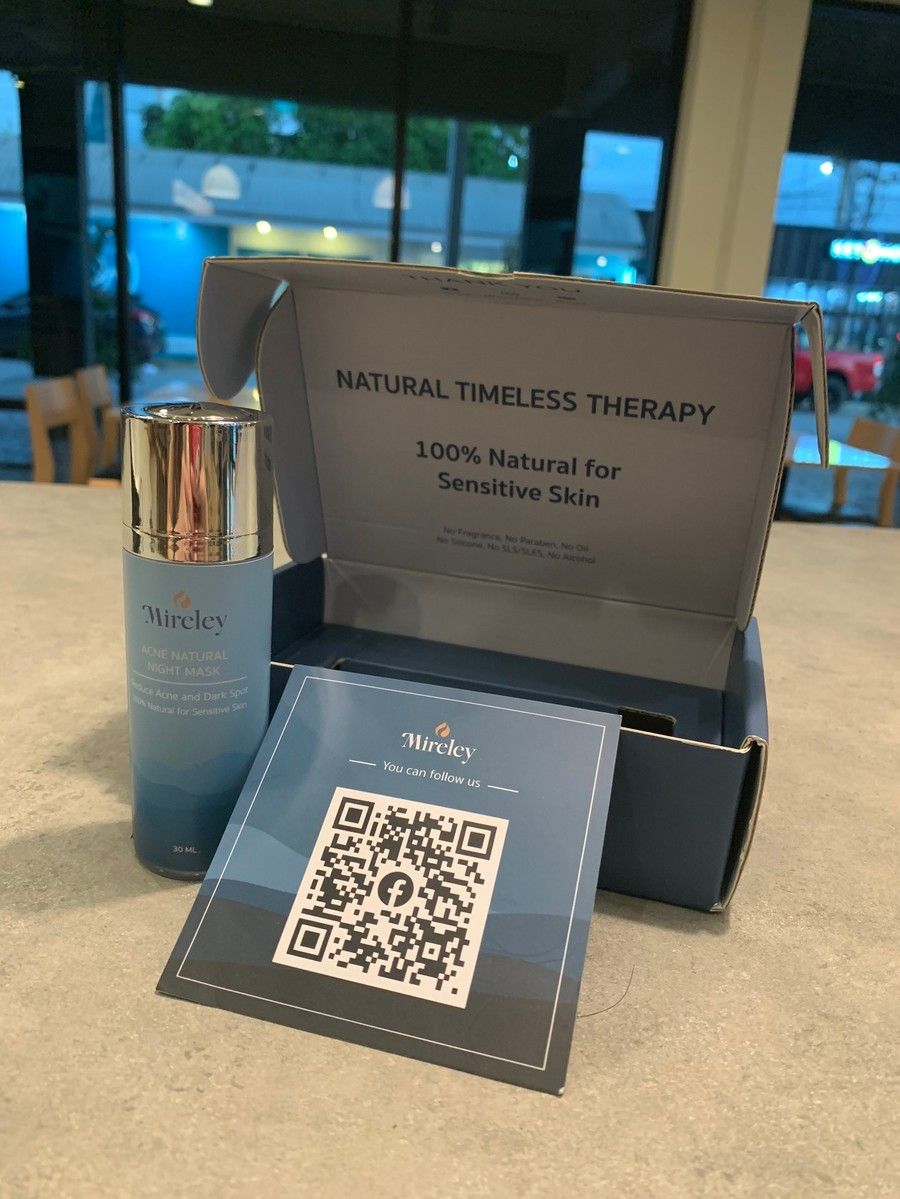 THANK YOU
NATURAL TIMELESS THERAPY
100% Natural for
Sensitive Skin
No Fragrance, No Paraben, No Oil
No Silicone, No SLS/SLES, No Alcohol
Mireley
ACNE NATURAL
NIGHT MASK
Reduce Acne and Dark Spot
100% Natural for Sensitive Skin
30 ML.
Mireley
You can follow us